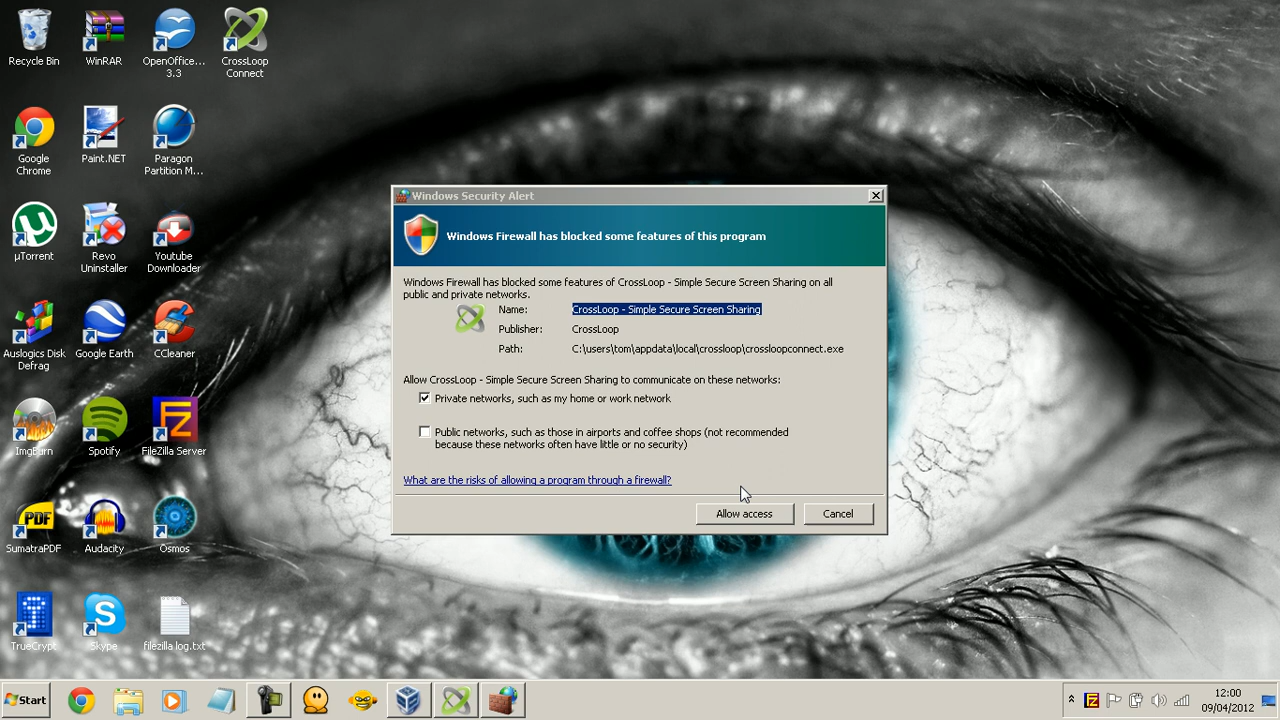 Recycle Bin
WinRAR
OpenOffice...
3.3
CrossLoop
Connect
Google
Chrome
Paint.NET
Paragon
Partition M...
µTorrent
Revo
Uninstaller
Youtube
Downloader
Auslogics Disk
Defrag
Google Earth
CCleaner
ImgBurn
Spotify
FileZilla Server
PDF
SumatraPDF
Audacity
Osmos
TrueCrypt
Skype
filezilla log.txt
Windows Security Alert
Windows Firewall has blocked some features of this program
Windows Firewall has blocked some features of CrossLoop - Simple Secure Screen Sharing on all
public and private networks.
Name: CrossLoop - Simple Secure Screen Sharing
Publisher: CrossLoop
Path: C:\users\tom\appdata\local\crossloop\crossloopconnect.exe
Allow CrossLoop - Simple Secure Screen Sharing to communicate on these networks:
Private networks, such as my home or work network
Public networks, such as those in airports and coffee shops (not recommended
because these networks often have little or no security)
What are the risks of allowing a program through a firewall?
Allow access
Cancel
Start
12:00
09/04/2012